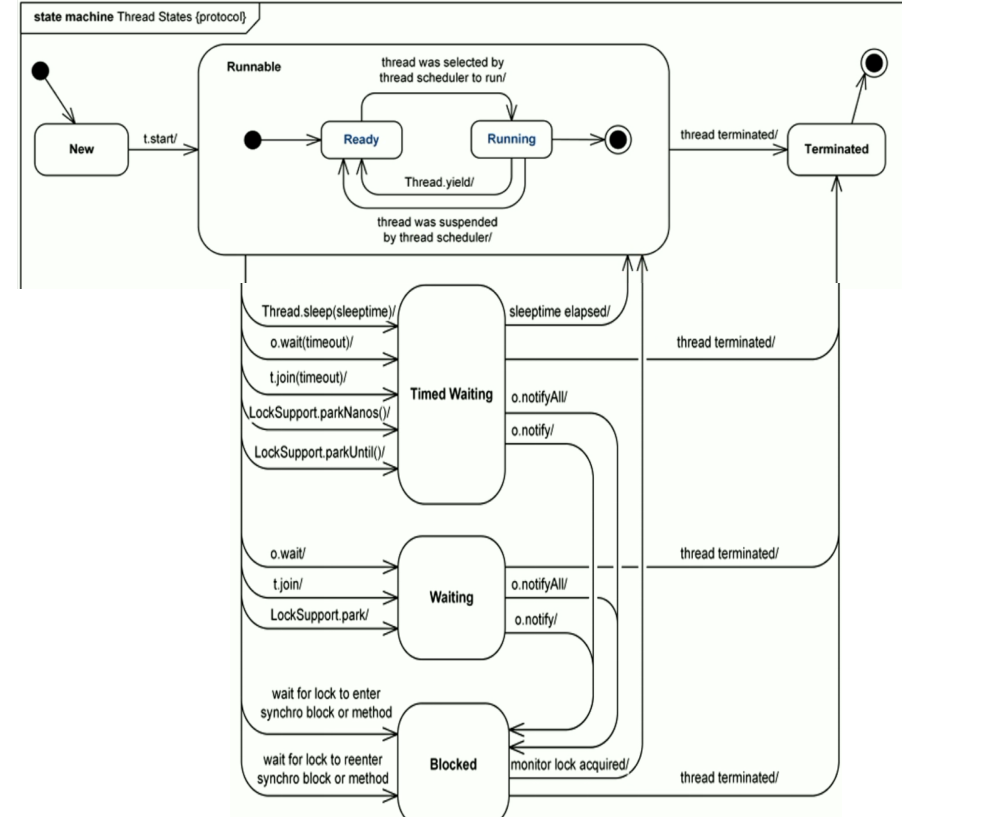 state machine Thread States {protocol}
Runnable
thread was selected by
thread scheduler to run/
New
t.start/
Ready
Running
thread terminated/
Terminated
Thread.yield/
thread was suspended
by thread scheduler/
Thread.sleep(sleeptime)/
sleeptime elapsed/
o.wait(timeout)/
thread terminated/
t.join(timeout)/
Timed Waiting
o.notifyAll/
LockSupport.parkNanos()/
o.notify/
LockSupport.parkUntil()/
o.wait/
thread terminated/
t.join/
o.notifyAll/
Waiting
LockSupport.park/
o.notify/
wait for lock to enter
synchro block or method
wait for lock to reenter
synchro block or method
Blocked
monitor lock acquired/
thread terminated/